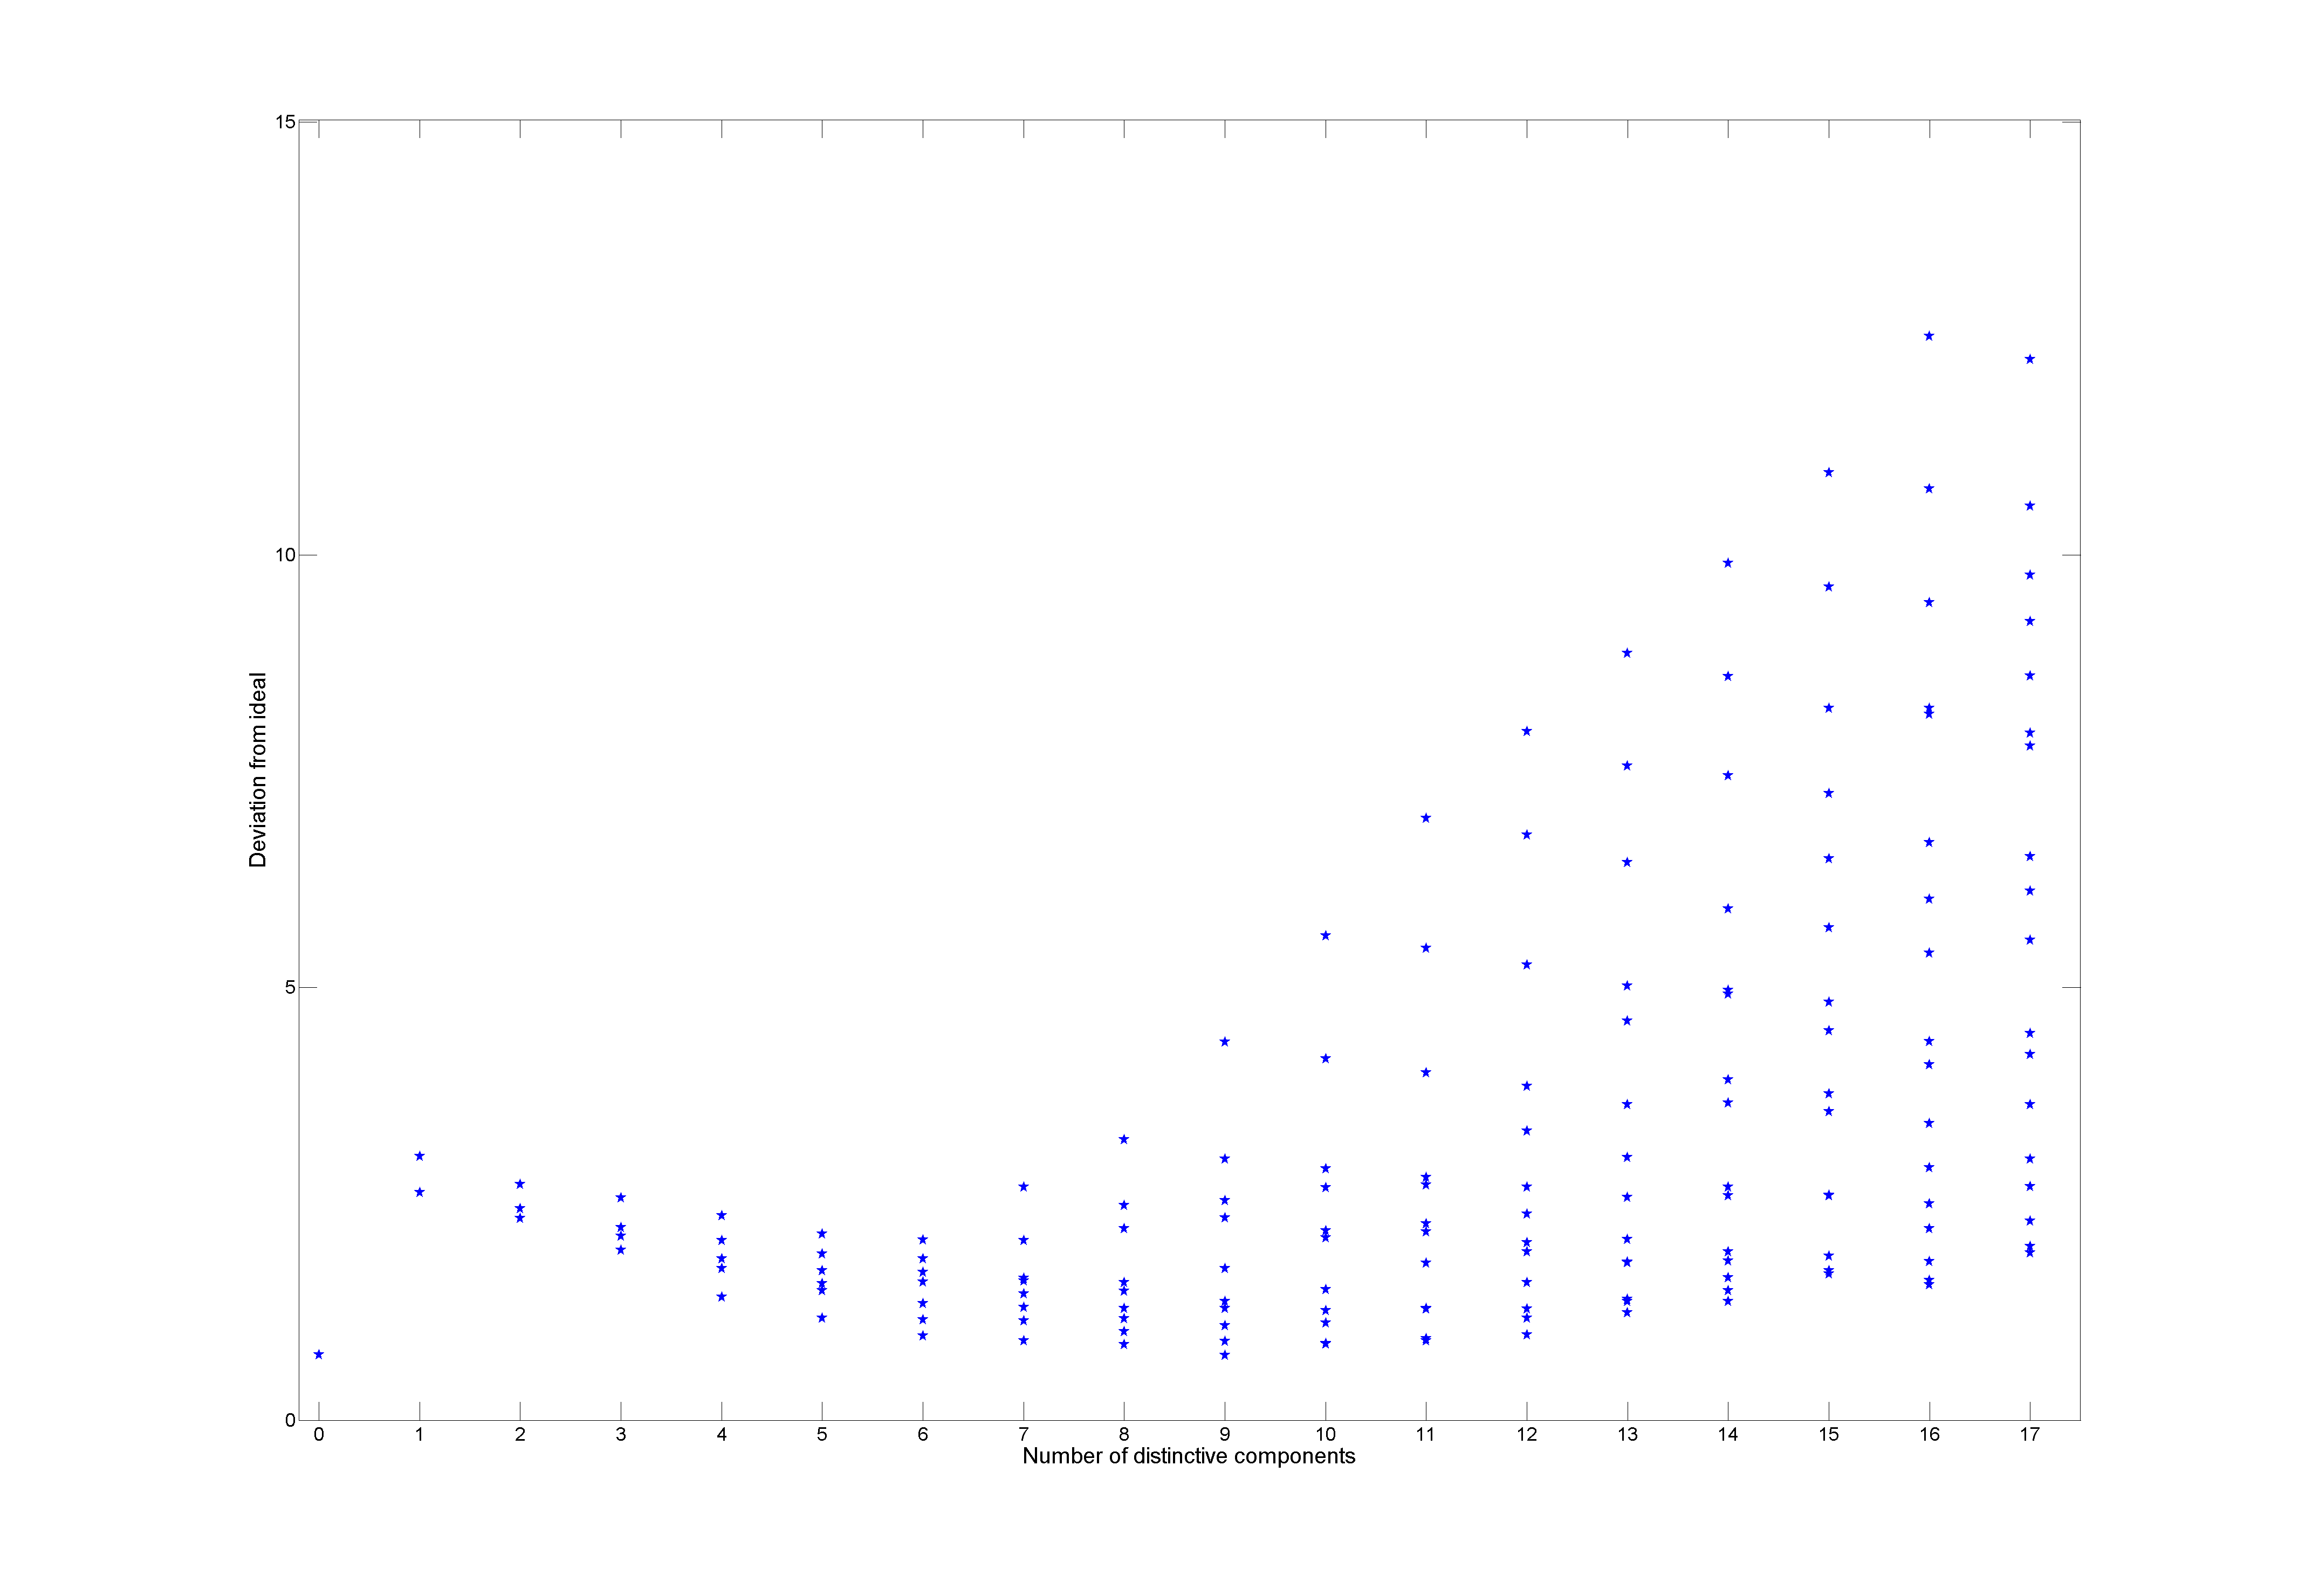 15
10
5
0
Deviation from ideal
0 1 2 3 4 5 6 7 8 9 10 11 12 13 14 15 16 17
Number of distinctive components